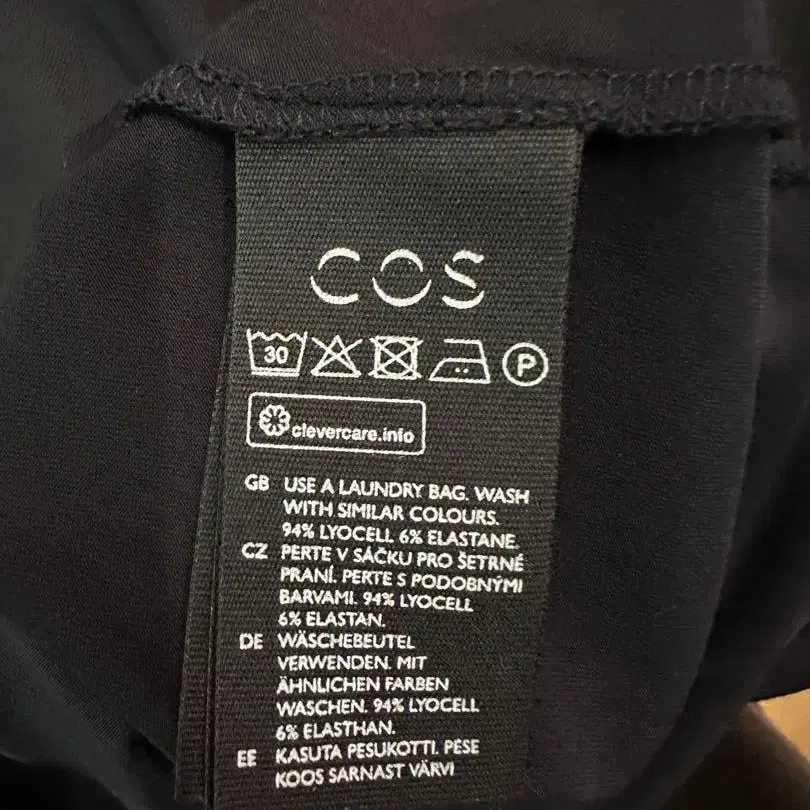 COS
30
P
clevercare.info
GB USE A LAUNDRY BAG. WASH
WITH SIMILAR COLOURS.
94% LYOCELL 6% ELASTANE.
CZ PERTE V SÁČKU PRO ŠETRNÉ
PRANÍ. PERTE S PODOBNÝMI
BARVAMI. 94% LYOCELL
6% ELASTAN.
DE WÄSCHEBEUTEL
VERWENDEN. MIT
ÄHNLICHEN FARBEN
WASCHEN. 94% LYOCELL
6% ELASTHAN.
EE KASUTA PESUKOTTI. PESE
KOOS SARNAST VÄRVI